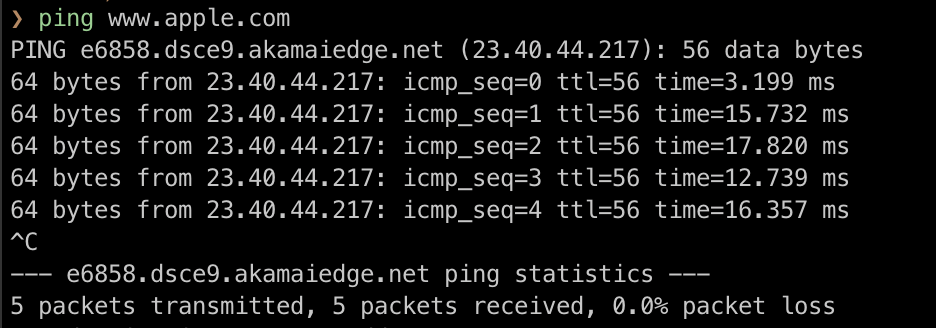 ❯ ping www.apple.com
PING e6858.dsce9.akamaiedge.net (23.40.44.217): 56 data bytes
64 bytes from 23.40.44.217: icmp_seq=0 ttl=56 time=3.199 ms
64 bytes from 23.40.44.217: icmp_seq=1 ttl=56 time=15.732 ms
64 bytes from 23.40.44.217: icmp_seq=2 ttl=56 time=17.820 ms
64 bytes from 23.40.44.217: icmp_seq=3 ttl=56 time=12.739 ms
64 bytes from 23.40.44.217: icmp_seq=4 ttl=56 time=16.357 ms
^C
--- e6858.dsce9.akamaiedge.net ping statistics ---
5 packets transmitted, 5 packets received, 0.0% packet loss